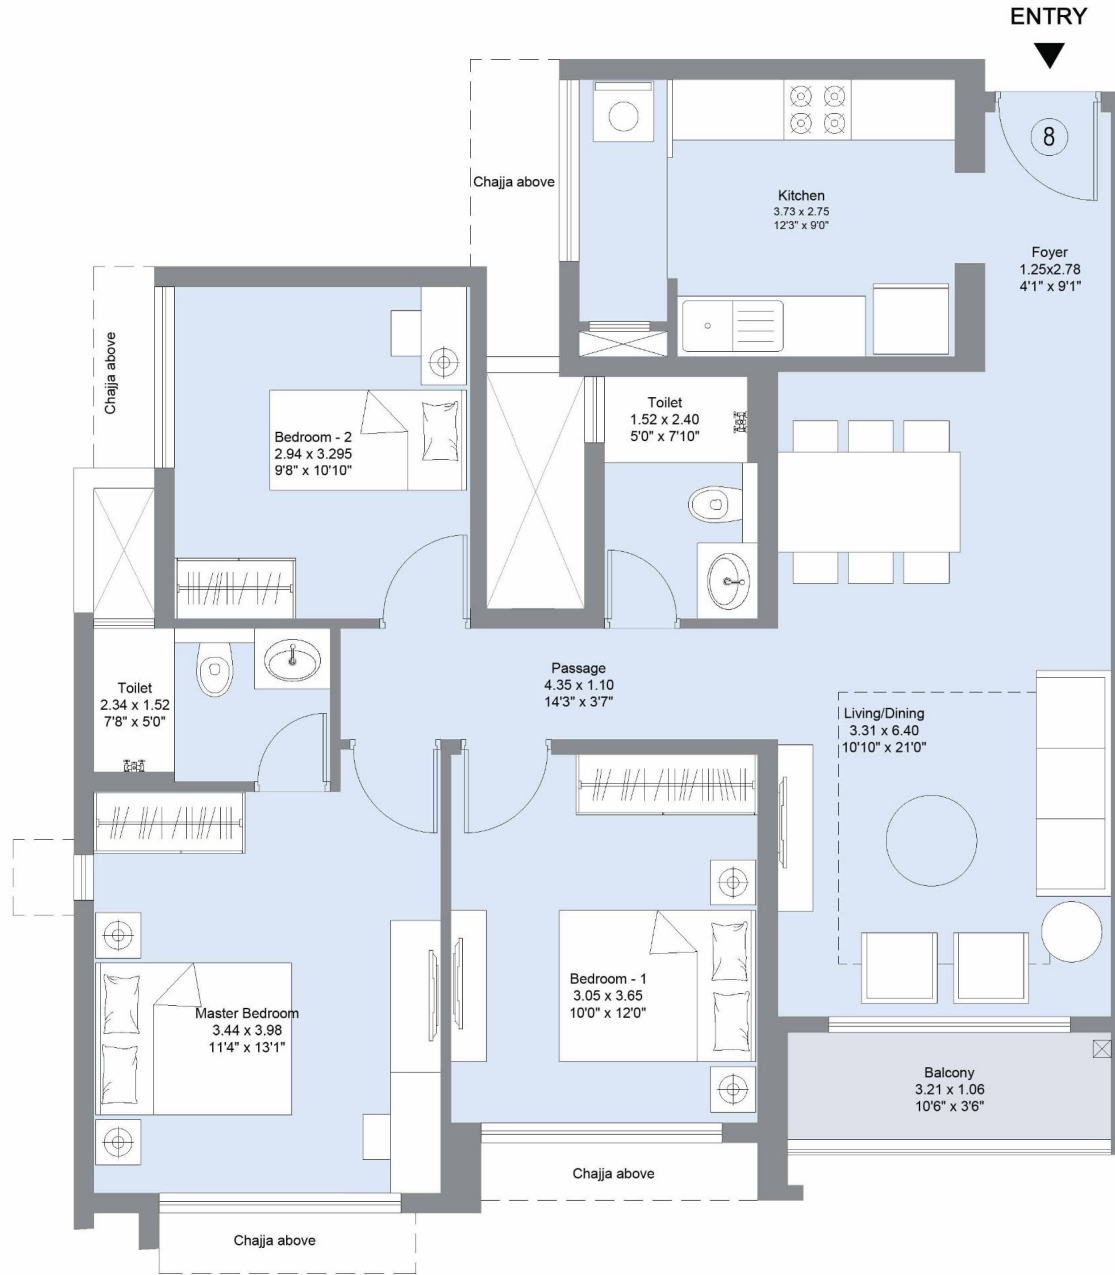 ENTRY
8
Chajja above
Kitchen
3.73 x 2.75
12'3" x 9'0"
Foyer
1.25x2.78
4'1" x 9'1"
Chajja above
Toilet
1.52 x 2.40
5'0" x 7'10"
Bedroom - 2
2.94 x 3.295
9'8" x 10'10"
Passage
4.35 x 1.10
14'3" x 3'7"
Toilet
2.34 x 1.52
7'8" x 5'0"
Living/Dining
3.31 x 6.40
10'10" x 21'0"
Bedroom - 1
3.05 x 3.65
10'0" x 12'0"
Master Bedroom
3.44 x 3.98
11'4" x 13'1"
Balcony
3.21 x 1.06
10'6" x 3'6"
Chajja above
Chajja above